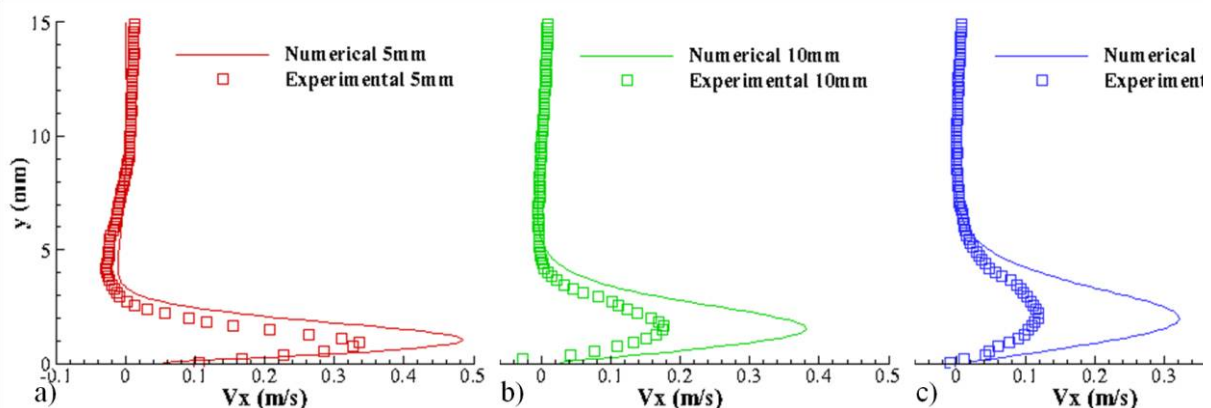 15
10
5
0
y (mm)
Numerical 5mm
Experimental 5mm
-0.1 0 0.1 0.2 0.3 0.4 0.5
a) Vx (m/s)
Numerical 10mm
Experimental 10mm
0 0.1 0.2 0.3 0.4 0.5
b) Vx (m/s)
Numerical
Experiment
0 0.1 0.2 0.3
c) Vx (m/s)